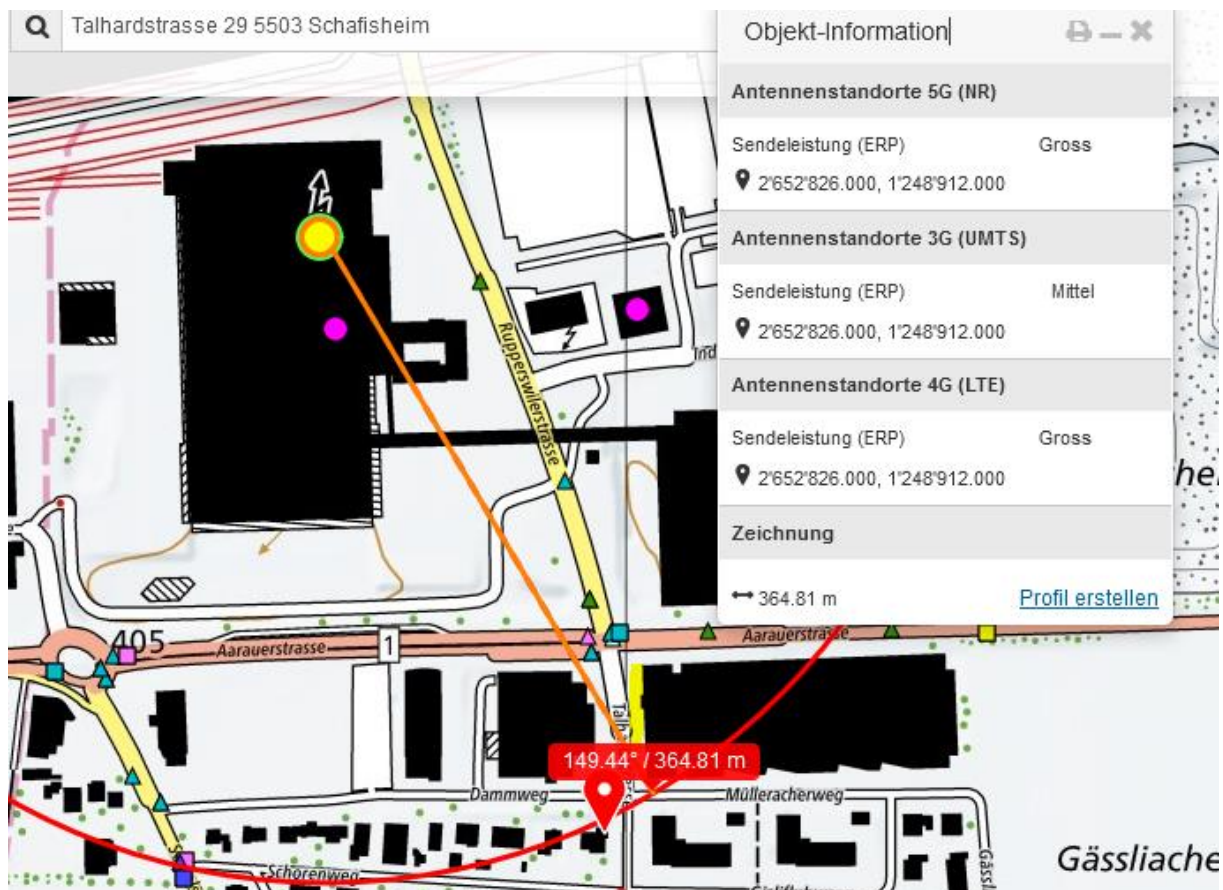 Talhardstrasse 29 5503 Schafisheim
Objekt-Information
Antennenstandorte 5G (NR)
Sendeleistung (ERP) Gross
2'652'826.000, 1'248'912.000
Antennenstandorte 3G (UMTS)
Sendeleistung (ERP) Mittel
2'652'826.000, 1'248'912.000
Antennenstandorte 4G (LTE)
Sendeleistung (ERP) Gross
2'652'826.000, 1'248'912.000
Zeichnung
364.81 m Profil erstellen
Rupperswilerstrasse
405
Aarauerstrasse
1
Aarauerstrasse
149.44° / 364.81 m
Dammweg
Mülleracherweg
Schorenweg
Gässliache